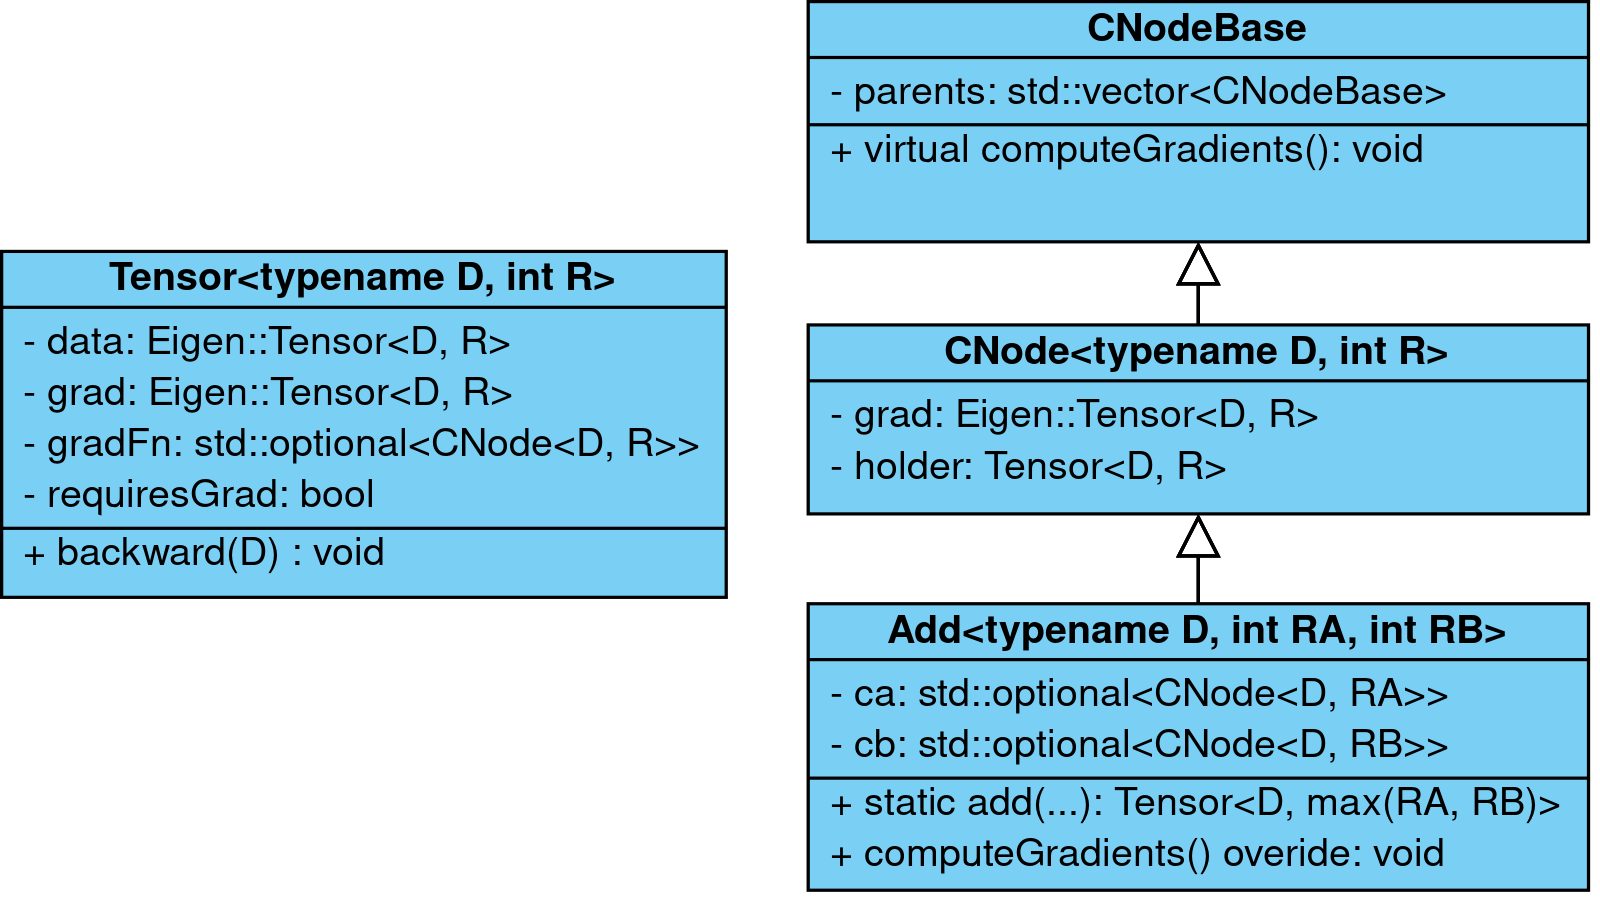 CNodeBase
- parents: std::vector<CNodeBase>
+ virtual computeGradients(): void
Tensor<typename D, int R>
- data: Eigen::Tensor<D, R>
- grad: Eigen::Tensor<D, R>
- gradFn: std::optional<CNode<D, R>>
- requiresGrad: bool
+ backward(D) : void
CNode<typename D, int R>
- grad: Eigen::Tensor<D, R>
- holder: Tensor<D, R>
Add<typename D, int RA, int RB>
- ca: std::optional<CNode<D, RA>>
- cb: std::optional<CNode<D, RB>>
+ static add(...): Tensor<D, max(RA, RB)>
+ computeGradients() overide: void